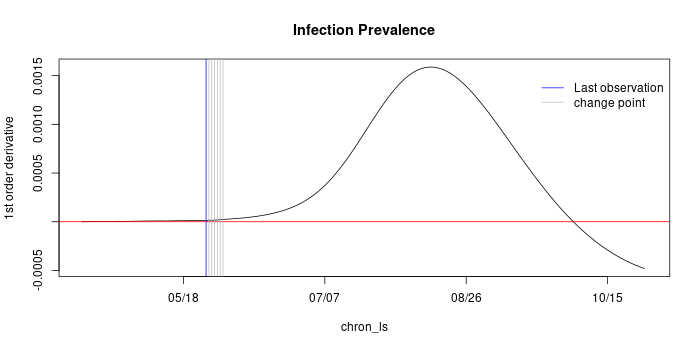 Infection Prevalence
1st order derivative
0.0015
0.0010
0.0005
-0.0005
Last observation
change point
05/18
07/07
08/26
10/15
chron_ls